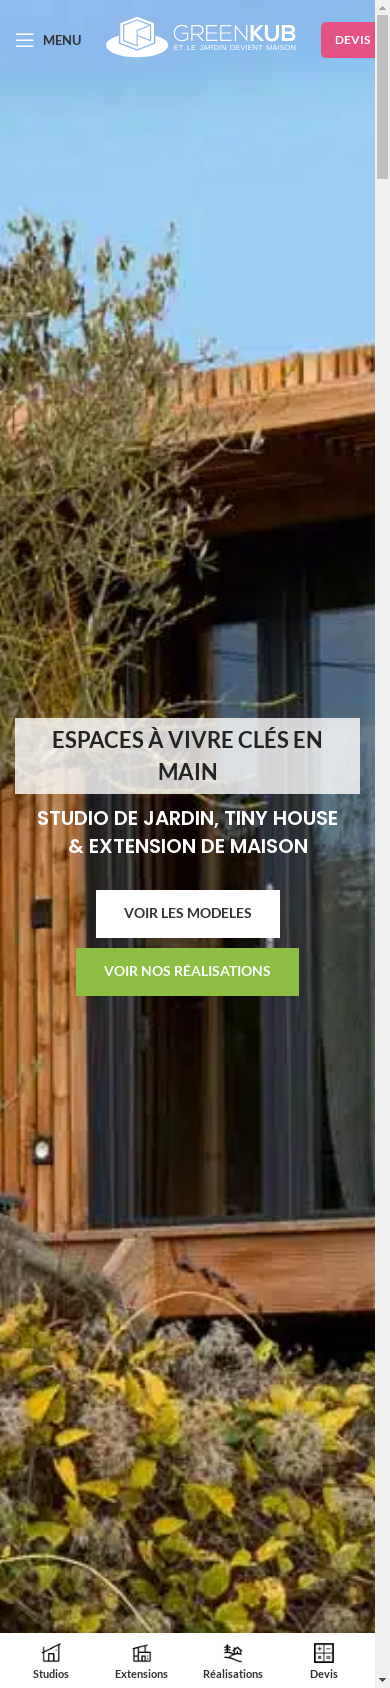 MENU
GREENKUB
ET LE JARDIN DEVIENT MAISON
DEVIS
ESPACES À VIVRE CLÉS EN
MAIN
STUDIO DE JARDIN, TINY HOUSE
& EXTENSION DE MAISON
VOIR LES MODELES
VOIR NOS RÉALISATIONS
Studios
Extensions
Réalisations
Devis